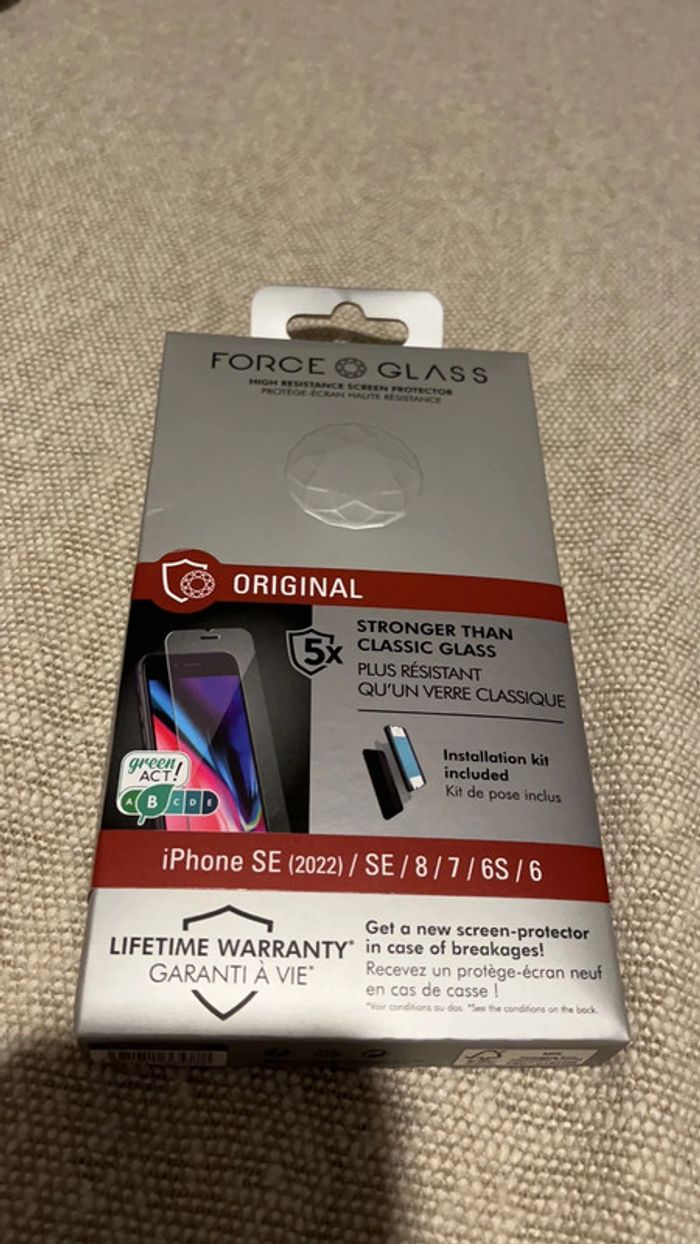 FORCE GLASS
HIGH RESISTANCE SCREEN PROTECTOR
PROTÈGE-ÉCRAN HAUTE RÉSISTANCE
ORIGINAL
5x
STRONGER THAN
CLASSIC GLASS
PLUS RÉSISTANT
QU'UN VERRE CLASSIQUE
green
ACT!
A B C D E
Installation kit
included
Kit de pose inclus
iPhone SE (2022) / SE / 8 / 7 / 6S / 6
LIFETIME WARRANTY*
GARANTI À VIE*
Get a new screen-protector
in case of breakages!
Recevez un protège-écran neuf
en cas de casse !
*Voir conditions au dos. *See the conditions on the back.